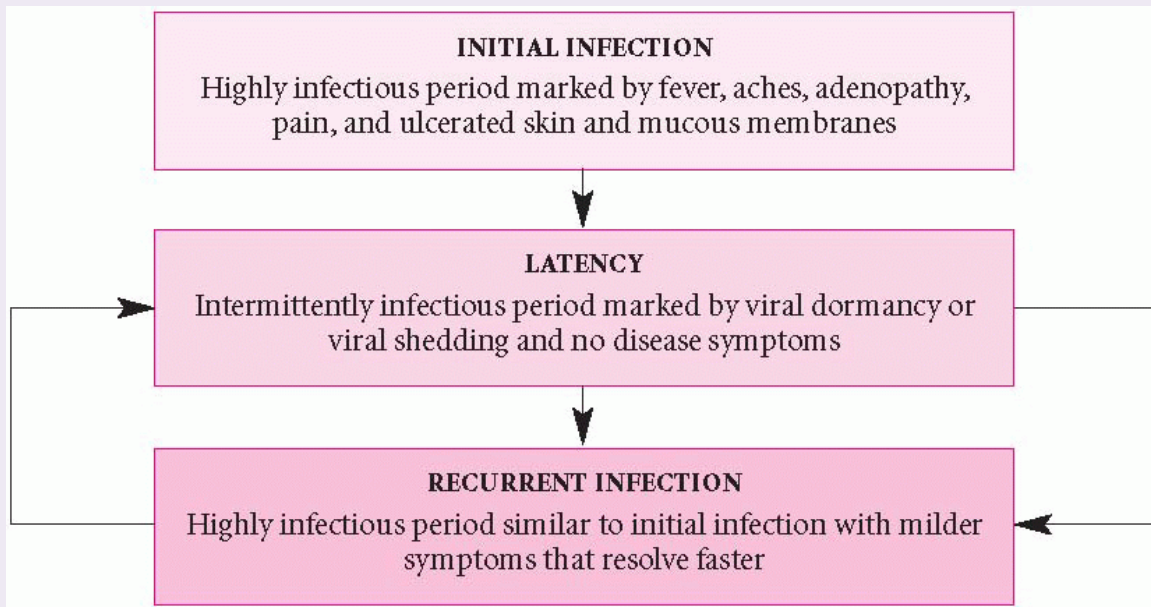 INITIAL INFECTION
Highly infectious period marked by fever, aches, adenopathy,
pain, and ulcerated skin and mucous membranes
LATENCY
Intermittently infectious period marked by viral dormancy or
viral shedding and no disease symptoms
RECURRENT INFECTION
Highly infectious period similar to initial infection with milder
symptoms that resolve faster